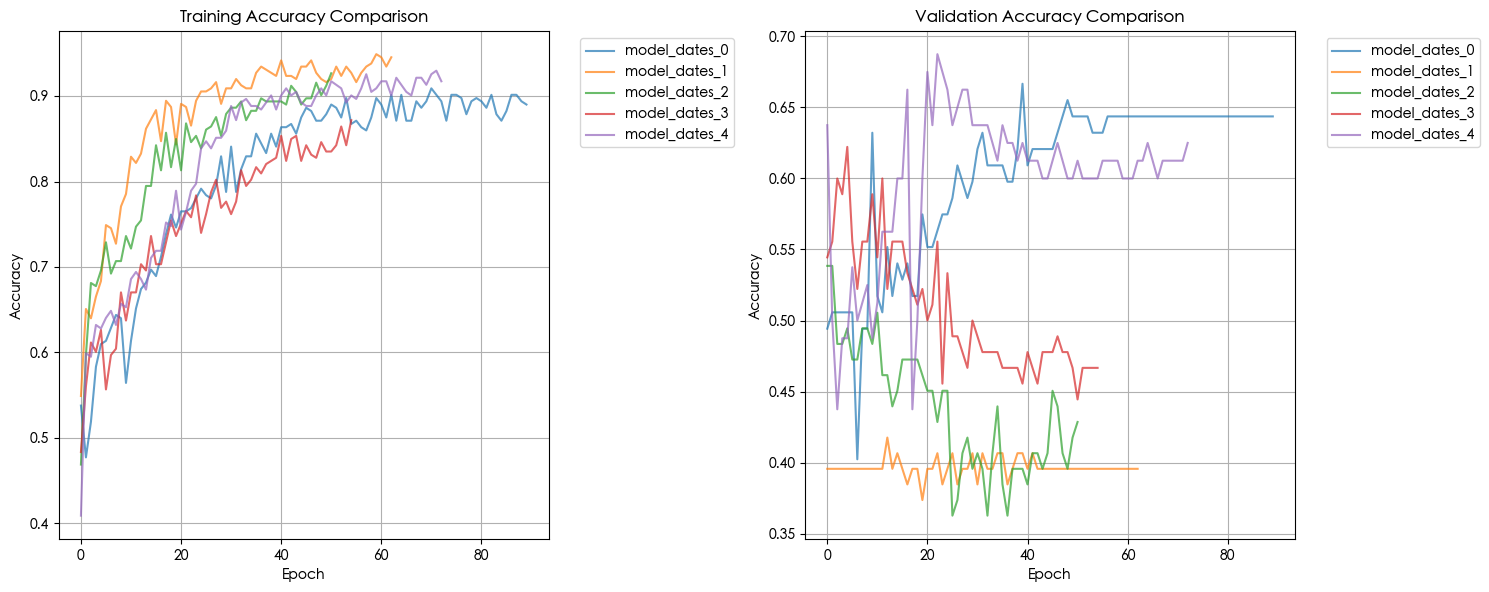 Training Accuracy Comparison
Accuracy
0.9
0.8
0.7
0.6
0.5
0.4
0
20
40
60
80
Epoch
model_dates_0
model_dates_1
model_dates_2
model_dates_3
model_dates_4
Validation Accuracy Comparison
Accuracy
0.70
0.65
0.60
0.55
0.50
0.45
0.40
0.35
0
20
40
60
80
Epoch
model_dates_0
model_dates_1
model_dates_2
model_dates_3
model_dates_4